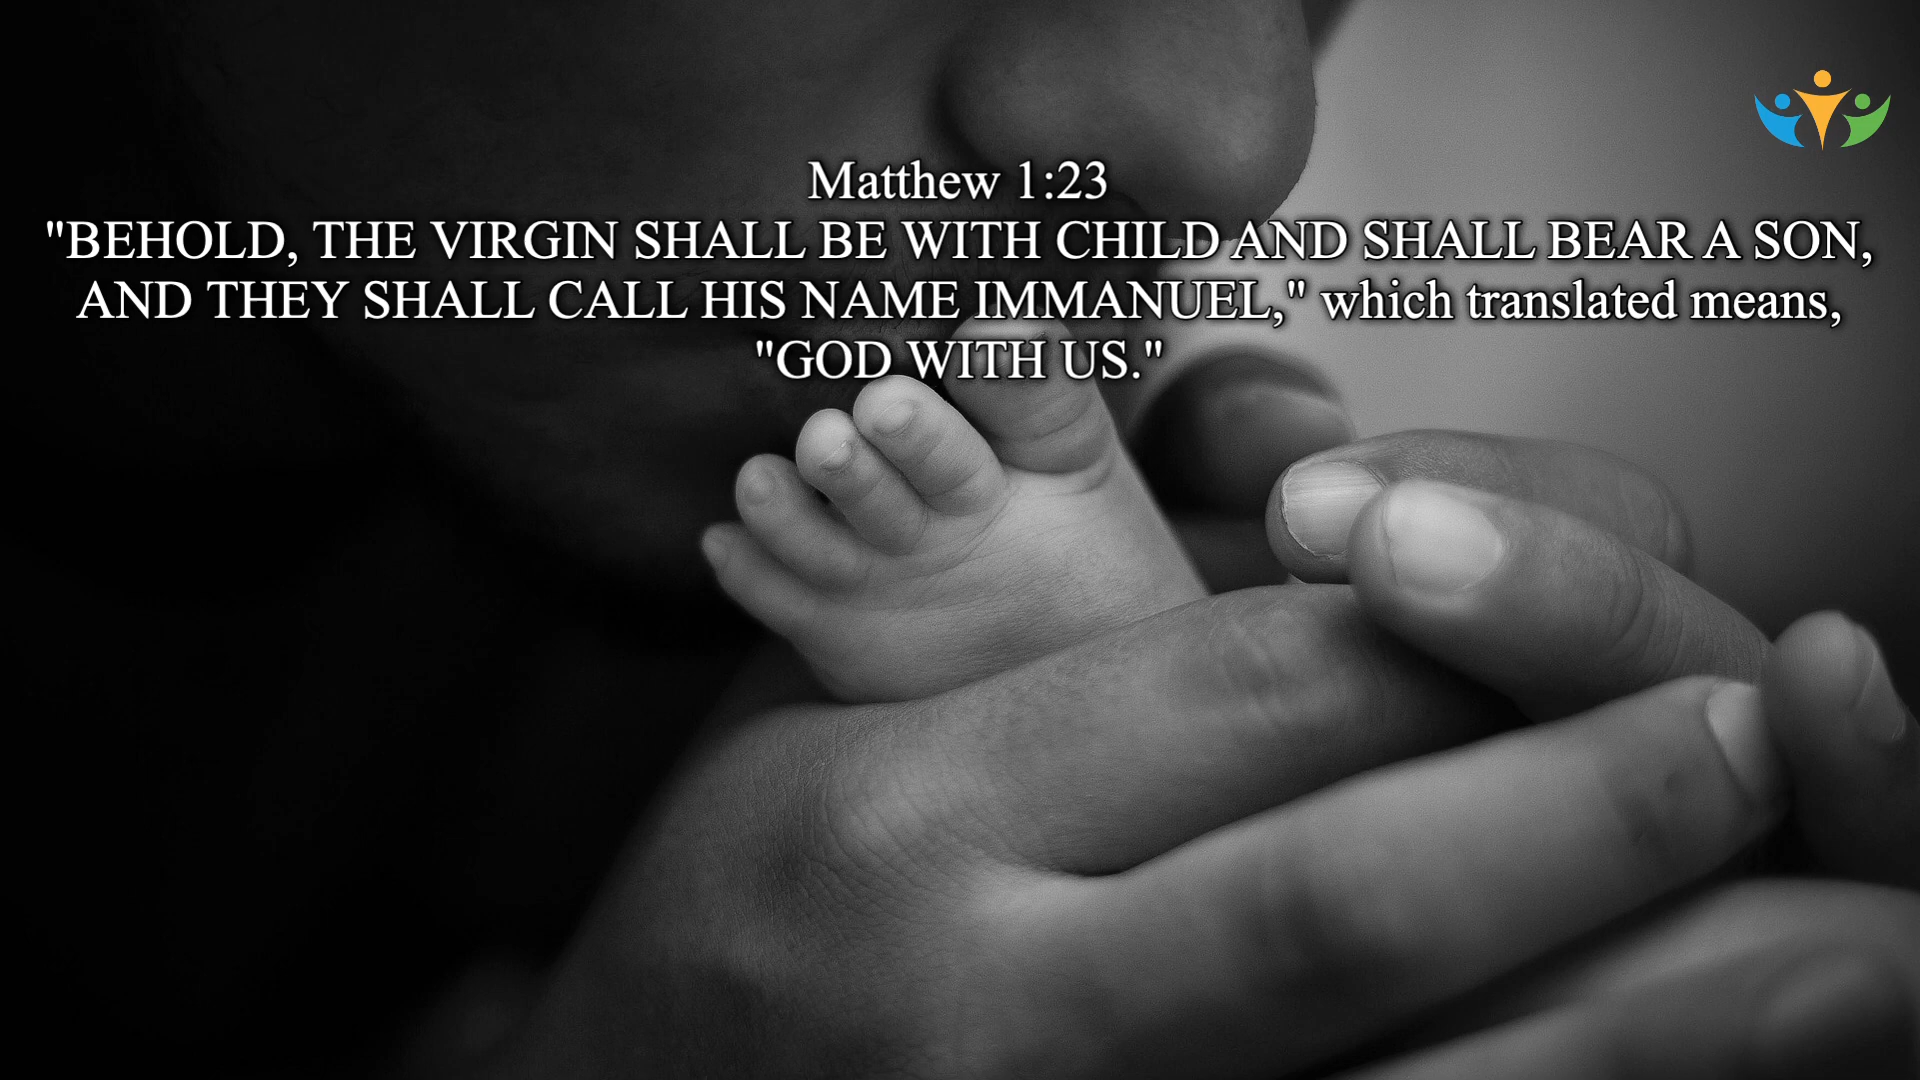 Matthew 1:23
"BEHOLD, THE VIRGIN SHALL BE WITH CHILD AND SHALL BEAR A SON,
AND THEY SHALL CALL HIS NAME IMMANUEL," which translated means,
"GOD WITH US."